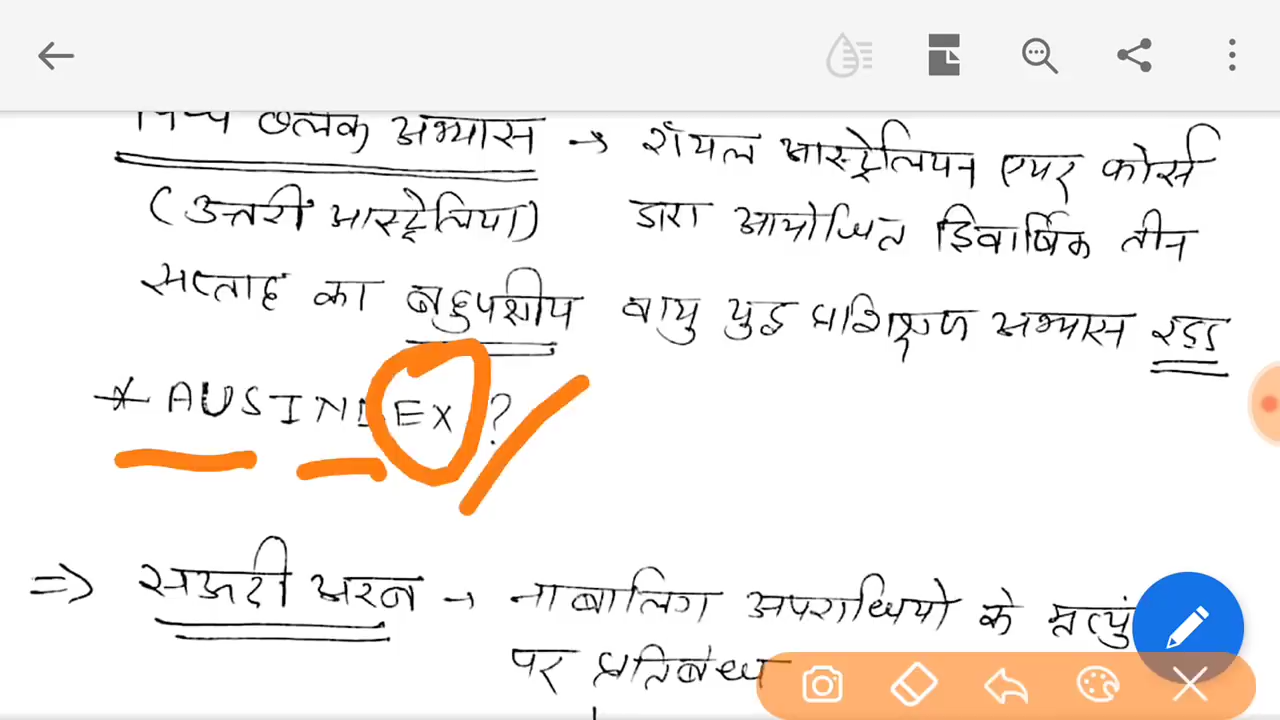 ब्लैक अभ्यास → रॉयल आस्ट्रेलियन एयर फोर्स
(उत्तरी आस्ट्रेलिया) द्वारा आयोजित द्विवार्षिक तीन
सप्ताह का बहुपक्षीय वायु युद्ध प्रशिक्षण अभ्यास
* AUSINDEX ?
⇒ सऊदी अरब → नाबालिग अपराधियो के मृत्यु
पर प्रतिबंध